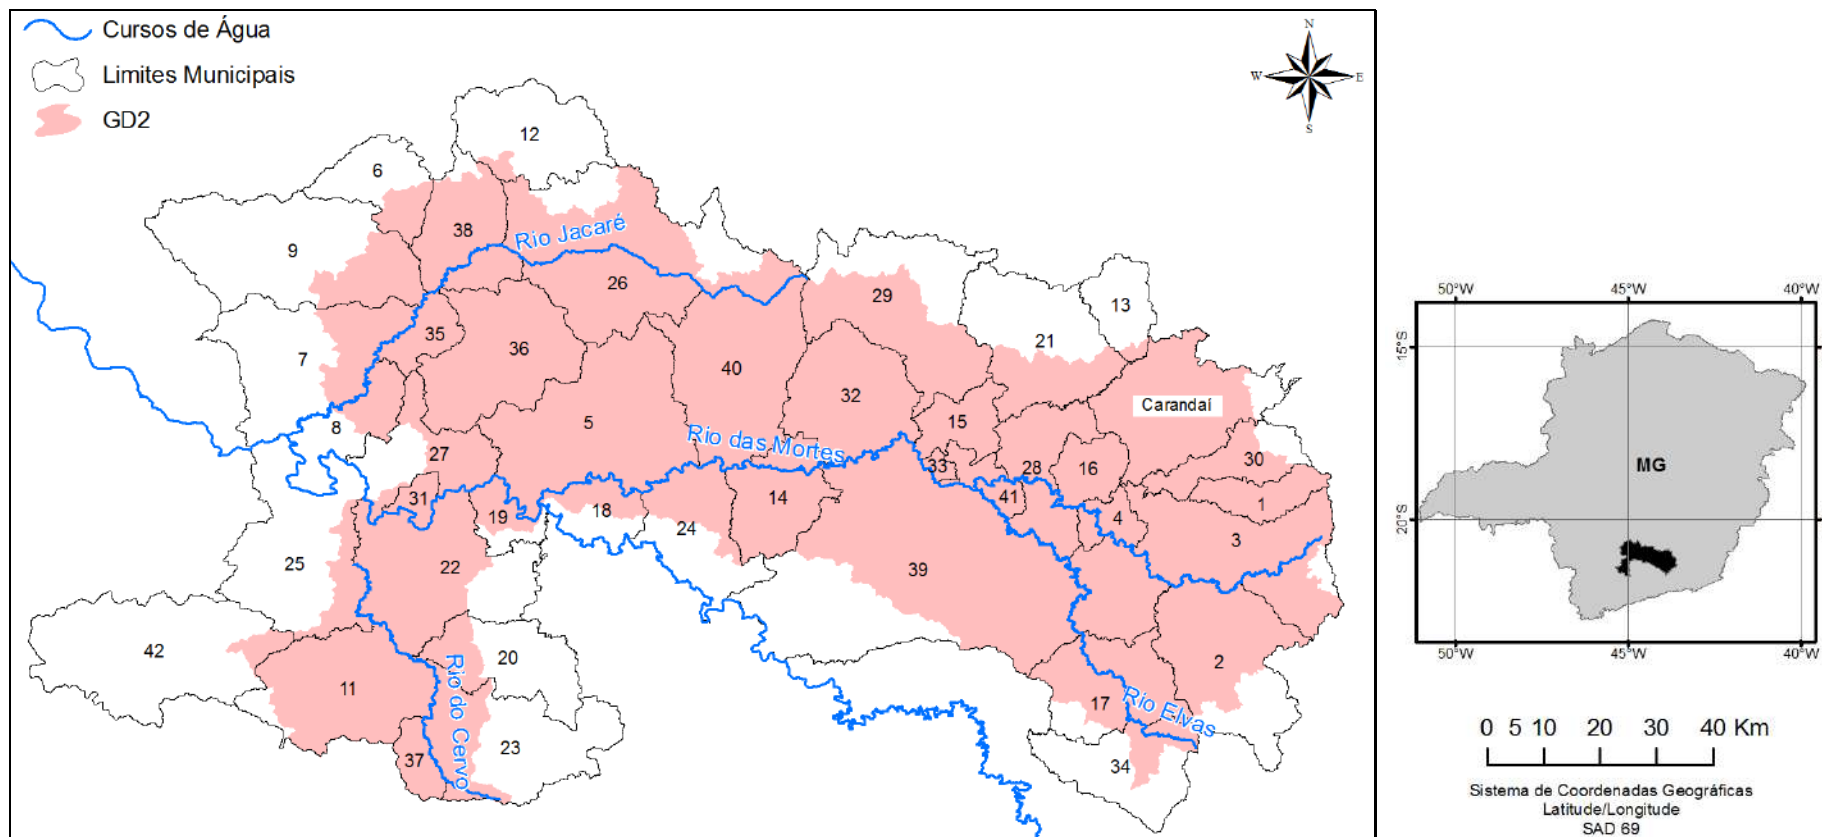 Cursos de Água
Limites Municipais
GD2
N
W
E
S
12
6
38
Rio Jacaré
9
26
29
13
21
35
36
7
40
32
Carandaí
5
15
8
Rio das Mortes
27
33
28
16
30
31
41
1
14
19
18
4
24
3
25
22
39
42
20
2
11
Rio do Cervo
17
Rio Elvas
23
37
34
50°W
45°W
40°W
15°S
MG
20°S
50°W
45°W
40°W
0 5 10 20 30 40 Km
Sistema de Coordenadas Geográficas
Latitude/Longitude
SAD 69